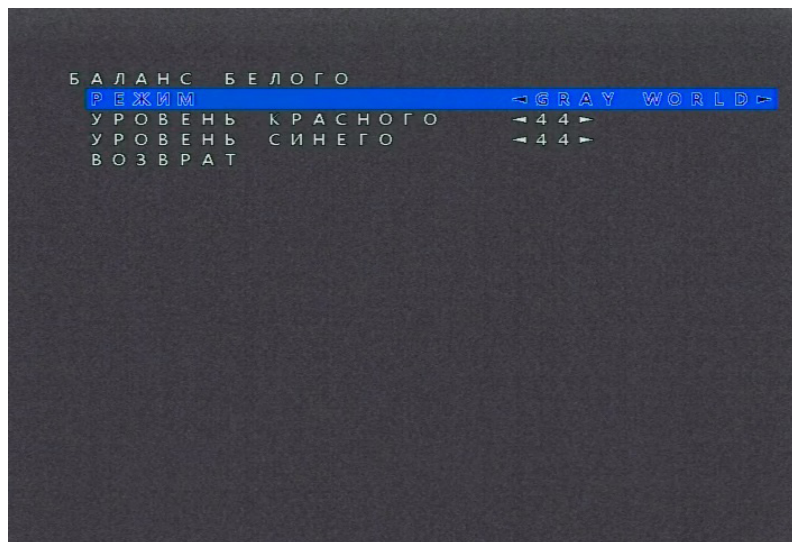 БАЛАНС БЕЛОГО
РЕЖИМ ◄GRAY WORLD►
УРОВЕНЬ КРАСНОГО ◄44►
УРОВЕНЬ СИНЕГО ◄44►
ВОЗВРАТ